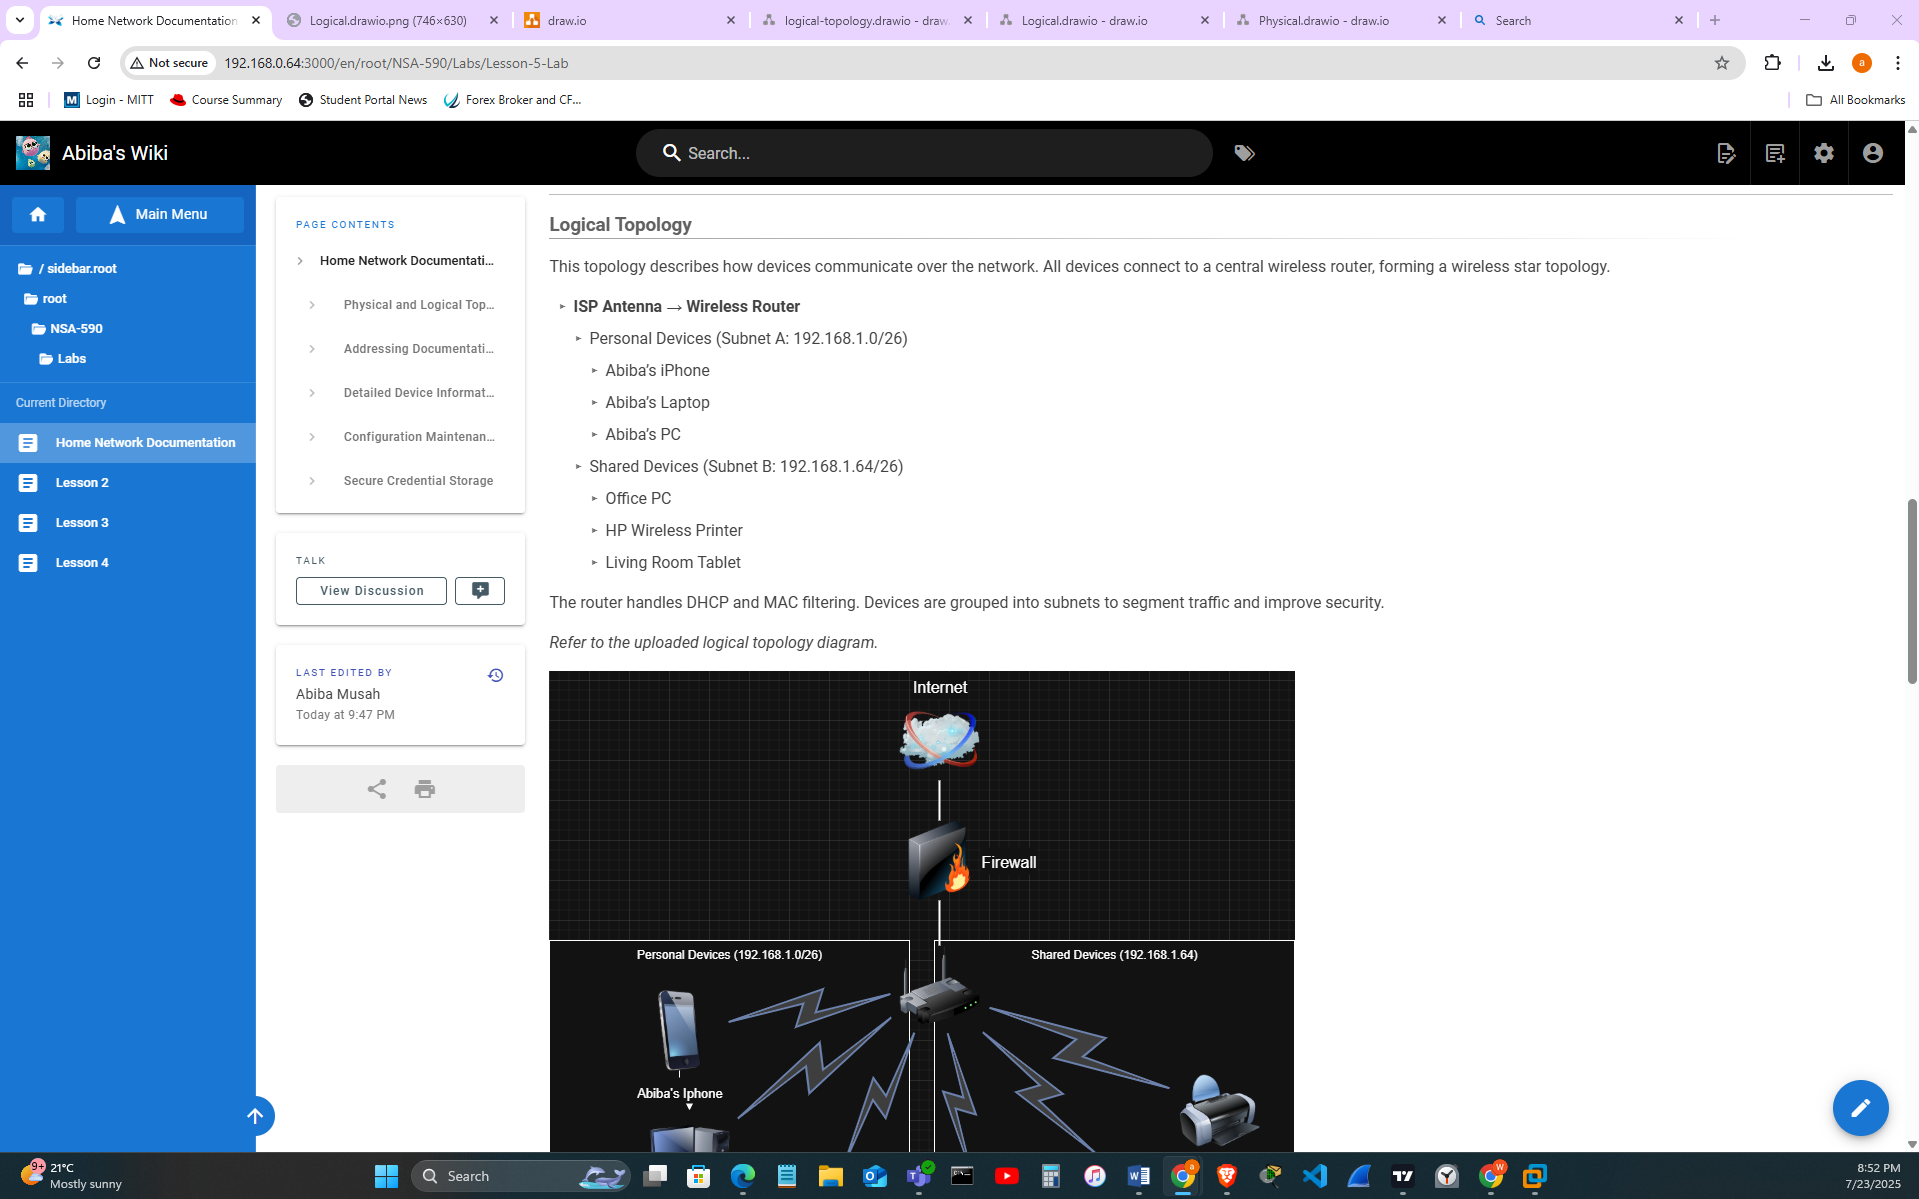 Home Network Documentation
Logical.drawio.png (746×630)
draw.io
logical-topology.drawio - draw.
Logical.drawio - draw.io
Physical.drawio - draw.io
Search
Not secure
192.168.0.64:3000/en/root/NSA-590/Labs/Lesson-5-Lab
a
Login - MITT
Course Summary
Student Portal News
Forex Broker and CF...
All Bookmarks
Abiba's Wiki
Search...
Main Menu
/ sidebar.root
root
NSA-590
Labs
Current Directory
Home Network Documentation
Lesson 2
Lesson 3
Lesson 4
PAGE CONTENTS
Home Network Documentati...
Physical and Logical Top...
Addressing Documentati...
Detailed Device Informat...
Configuration Maintenan...
Secure Credential Storage
TALK
View Discussion
LAST EDITED BY
Abiba Musah
Today at 9:47 PM
Logical Topology
This topology describes how devices communicate over the network. All devices connect to a central wireless router, forming a wireless star topology.
ISP Antenna → Wireless Router
Personal Devices (Subnet A: 192.168.1.0/26)
Abiba’s iPhone
Abiba’s Laptop
Abiba’s PC
Shared Devices (Subnet B: 192.168.1.64/26)
Office PC
HP Wireless Printer
Living Room Tablet
The router handles DHCP and MAC filtering. Devices are grouped into subnets to segment traffic and improve security.
Refer to the uploaded logical topology diagram.
Internet
Firewall
Personal Devices (192.168.1.0/26)
Shared Devices (192.168.1.64)
Abiba's Iphone
9+
21°C
Mostly sunny
Search
8:52 PM
7/23/2025